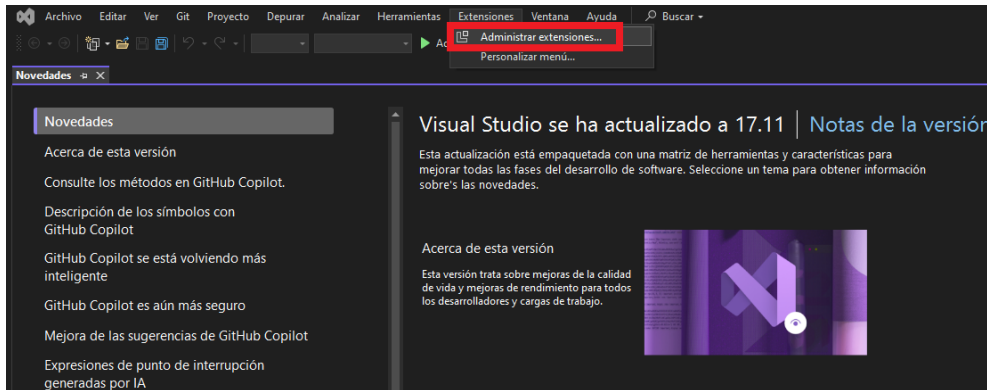 Archivo Editar Ver Git Proyecto Depurar Analizar Herramientas Extensiones Ventana Ayuda Buscar
Administrar extensiones...
Personalizar menú...
Novedades
Novedades
Acerca de esta versión
Consulte los métodos en GitHub Copilot.
Descripción de los símbolos con
GitHub Copilot
GitHub Copilot se está volviendo más
inteligente
GitHub Copilot es aún más seguro
Mejora de las sugerencias de GitHub Copilot
Expresiones de punto de interrupción
generadas por IA
Visual Studio se ha actualizado a 17.11 | Notas de la versión
Esta actualización está empaquetada con una matriz de herramientas y características para
mejorar todas las fases del desarrollo de software. Seleccione un tema para obtener información
sobre's las novedades.
Acerca de esta versión
Esta versión trata sobre mejoras de la calidad
de vida y mejoras de rendimiento para todos
los desarrolladores y cargas de trabajo.